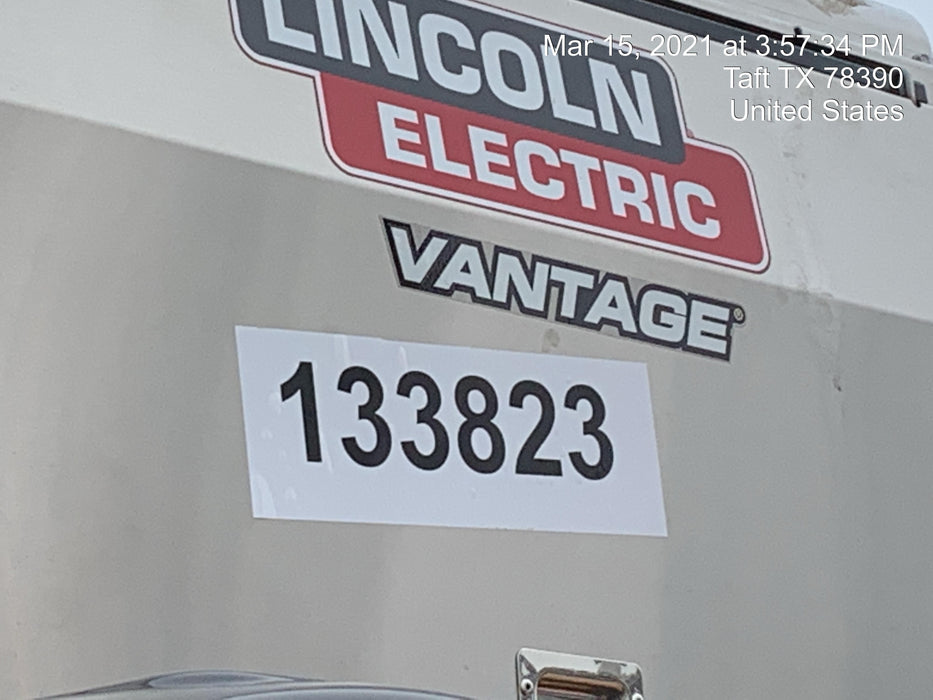 LINCOLN
ELECTRIC
VANTAGE®
133823
Mar 15, 2021 at 3:57:34 PM
Taft TX 78390
United States